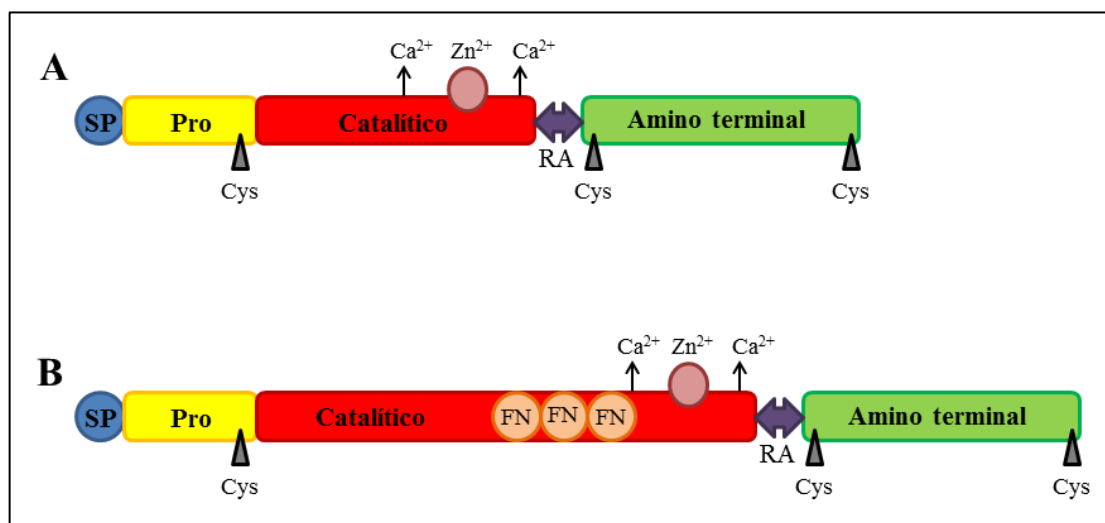 A
Ca²⁺ Zn²⁺ Ca²⁺
SP Pro Catalítico Amino terminal
RA
Cys Cys Cys
B
Ca²⁺ Zn²⁺ Ca²⁺
SP Pro Catalítico FN FN FN Amino terminal
RA
Cys Cys Cys